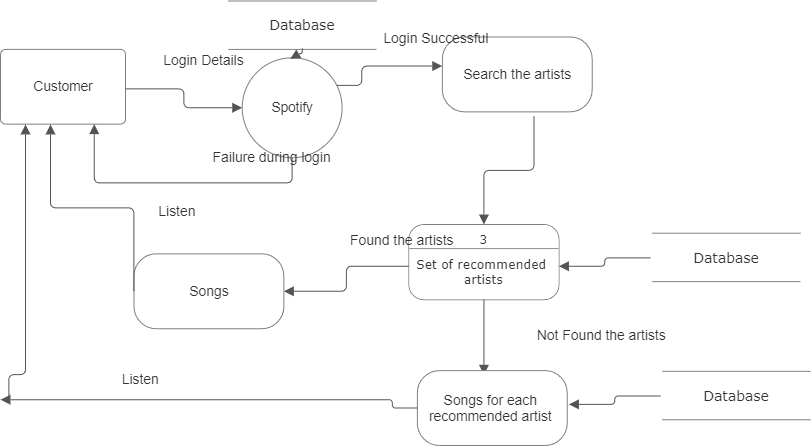 Database
Login Successful
Login Details
Customer
Search the artists
Spotify
Failure during login
Listen
Found the artists
3
Set of recommended
artists
Database
Songs
Not Found the artists
Listen
Songs for each
recommended artist
Database